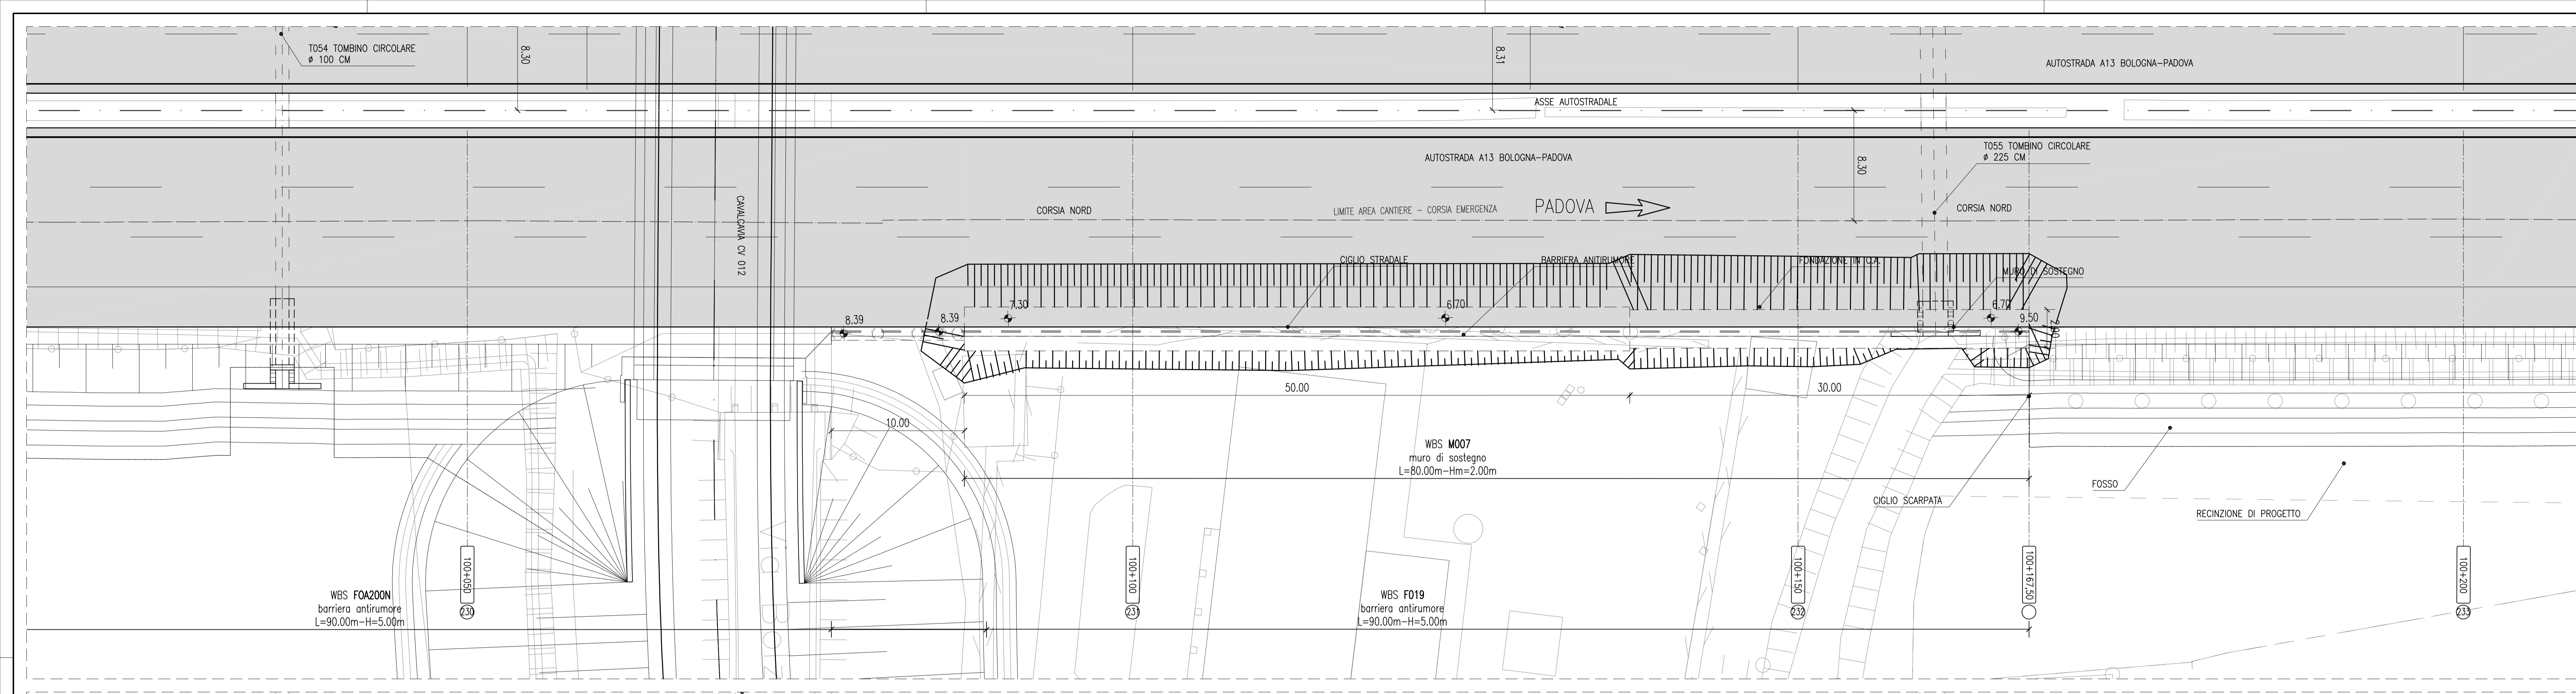 T054 TOMBINO CIRCOLARE
ø 100 CM
8.30
8.31
AUTOSTRADA A13 BOLOGNA-PADOVA
ASSE AUTOSTRADALE
T055 TOMBINO CIRCOLARE
ø 225 CM
AUTOSTRADA A13 BOLOGNA-PADOVA
8.30
CAVALCAVIA CV 012
CORSIA NORD
LIMITE AREA CANTIERE - CORSIA EMERGENZA
PADOVA
CORSIA NORD
CIGLIO STRADALE
BARRIERA ANITIRUMORE
FONDAZIONE IN C.A.
MURO DI SOSTEGNO
8.39
8.39
7.30
6.70
6.70
9.50
50.00
30.00
10.00
WBS M007
muro di sostegno
L=80.00m-Hm=2.00m
CIGLIO SCARPATA
FOSSO
RECINZIONE DI PROGETTO
100+050
230
100+100
231
100+150
232
100+167,50
100+200
233
WBS FOA200N
barriera antirumore
L=90.00m-H=5.00m
WBS F019
barriera antirumore
L=90.00m-H=5.00m